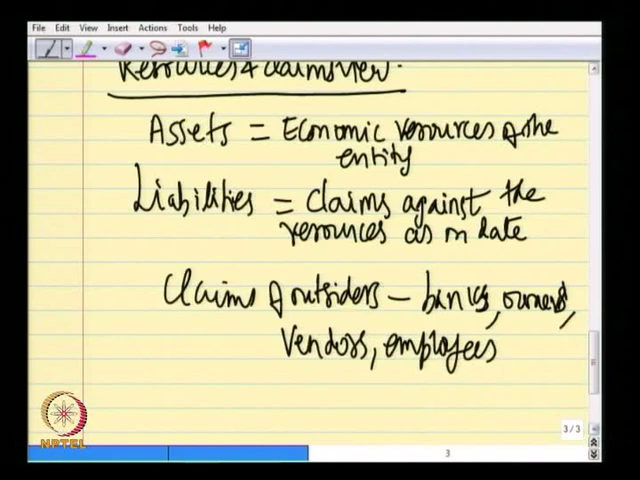 File Edit View Insert Actions Tools Help
Resources & claims view.
Assets = Economic resources of the
entity
Liabilities = Claims against the
resources as on date
Claims of outsiders – banks, owners,
Vendors, employees
NPTEL
3/3
3